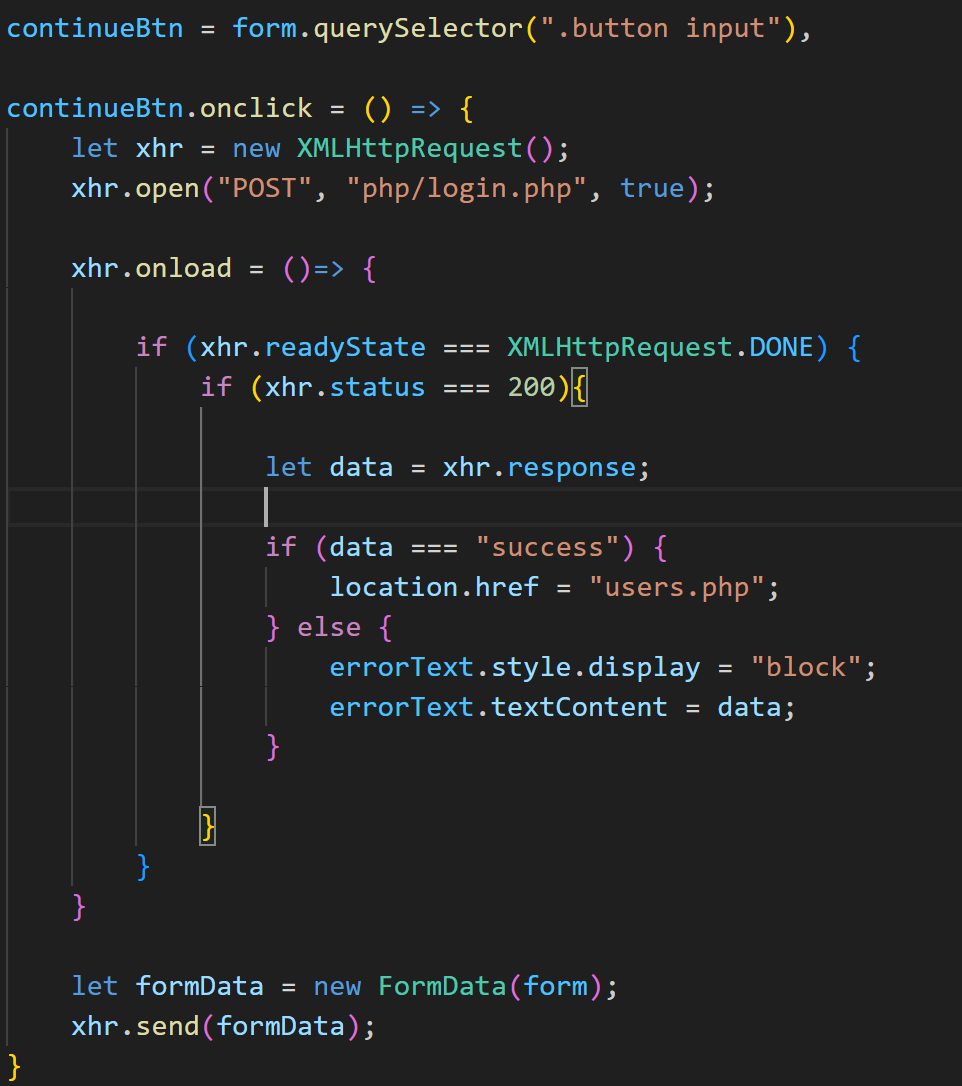 continueBtn = form.querySelector(".button input"),
continueBtn.onclick = () => {
let xhr = new XMLHttpRequest();
xhr.open("POST", "php/login.php", true);
xhr.onload = ()=> {
if (xhr.readyState === XMLHttpRequest.DONE) {
if (xhr.status === 200){
let data = xhr.response;
if (data === "success") {
location.href = "users.php";
} else {
errorText.style.display = "block";
errorText.textContent = data;
}
}
}
}
let formData = new FormData(form);
xhr.send(formData);
}